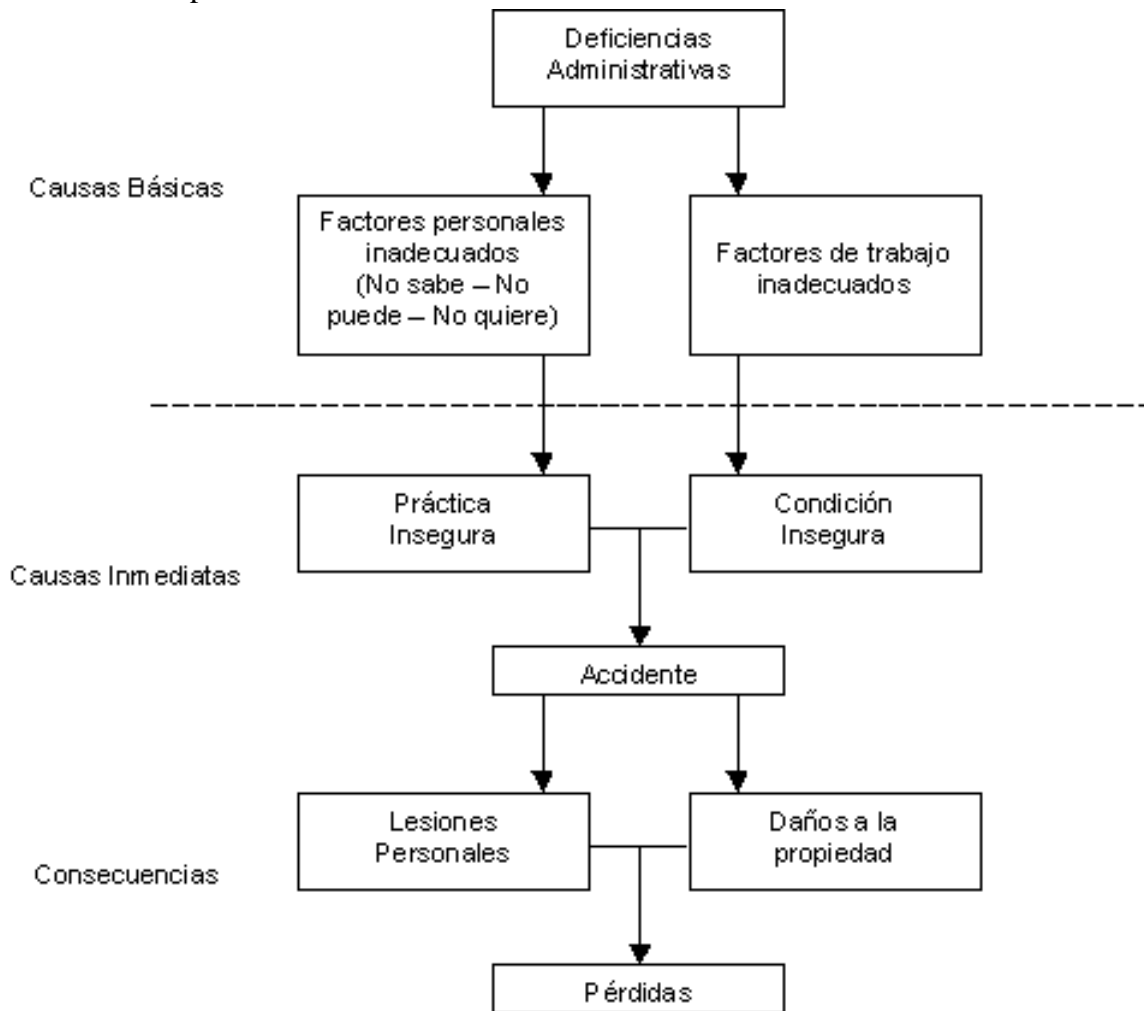 Deficiencias
Administrativas
Causas Básicas
Factores personales
inadecuados
(No sabe – No
puede – No quiere)
Factores de trabajo
inadecuados
Práctica
Insegura
Condición
Insegura
Causas Inmediatas
Accidente
Lesiones
Personales
Daños a la
propiedad
Consecuencias
Pérdidas